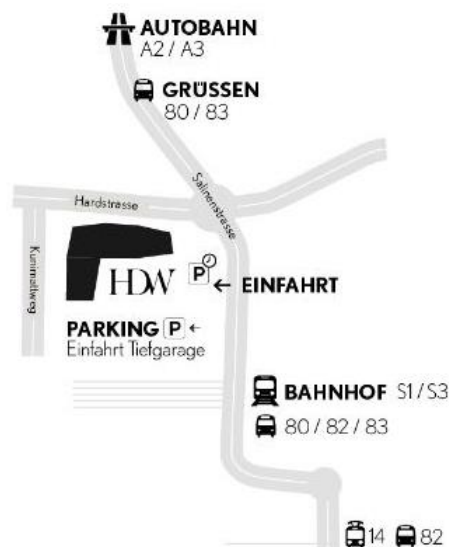 AUTOBAHN
A2 / A3
GRÜSSEN
80 / 83
Salinenstrasse
Hardstrasse
Kunimattweg
HDW
P
← EINFAHRT
PARKING P ←
Einfahrt Tiefgarage
BAHNHOF S1 / S3
80 / 82 / 83
14 82